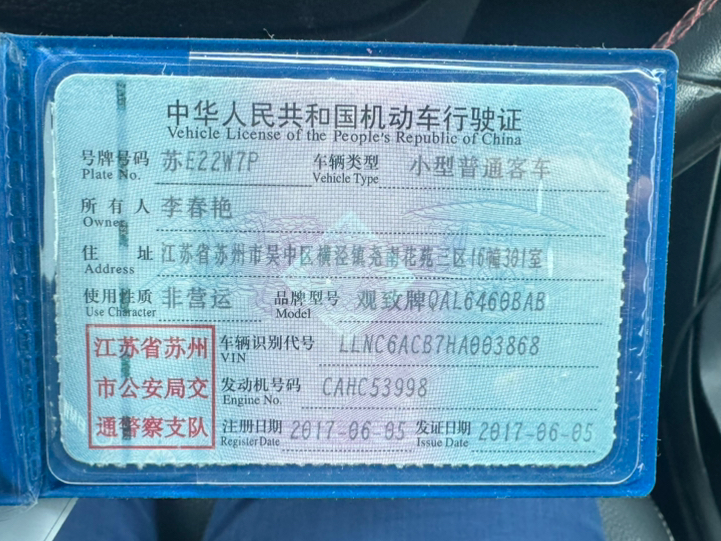 中华人民共和国机动车行驶证
Vehicle License of the People's Republic of China
号牌号码 苏E22W7P 车辆类型 小型普通客车
Plate No. Vehicle Type
所有人 李春艳
Owner
住址 江苏省苏州市吴中区横泾镇尧南花苑三区16幢301室
Address
使用性质 非营运 品牌型号 观致牌QAL6460BAB
Use Character Model
江苏省苏州
市公安局交
通警察支队
车辆识别代号 LLNC6ACB7HA003868
VIN
发动机号码 CAHC53998
Engine No.
注册日期 2017-06-05 发证日期 2017-06-05
Register Date Issue Date